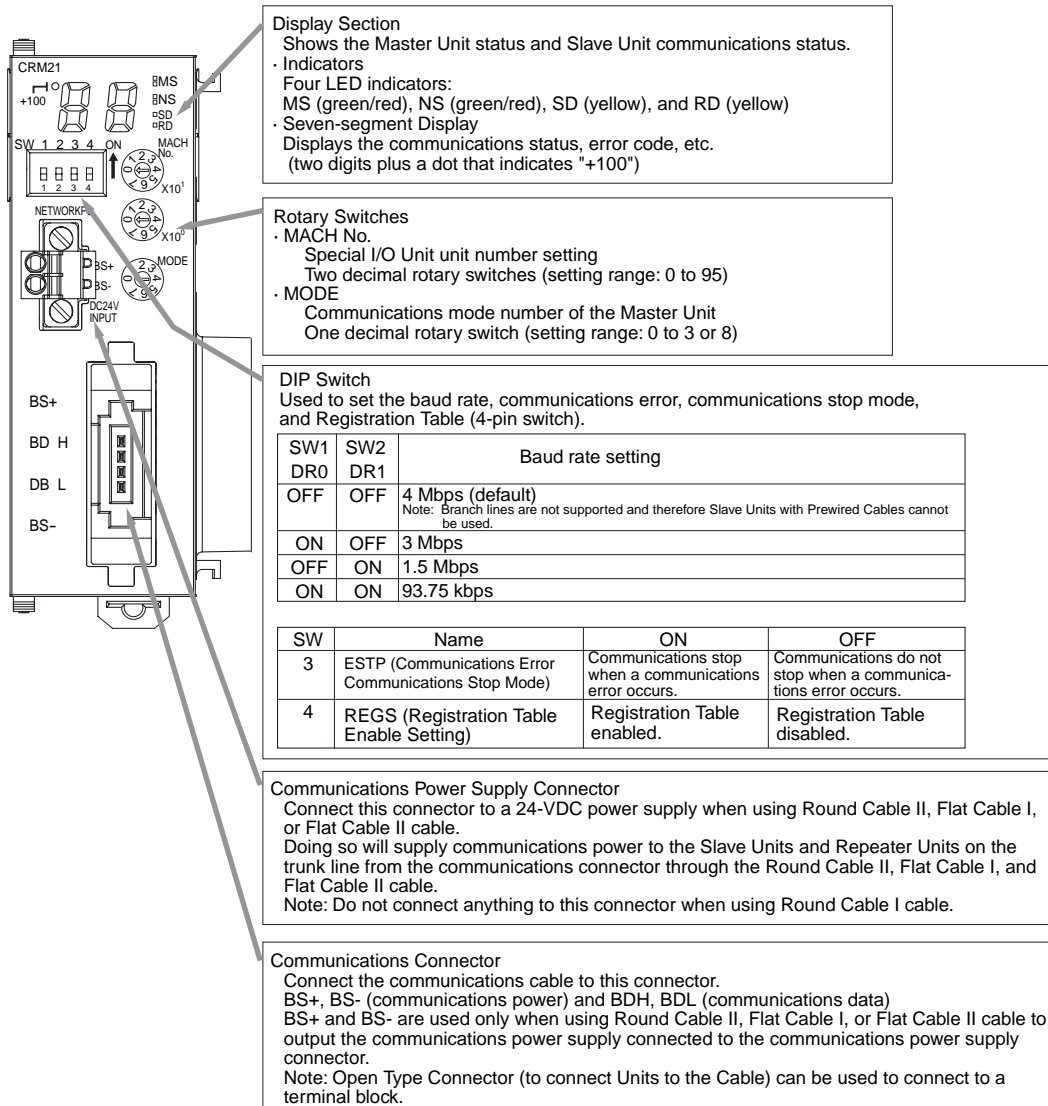 Display Section
Shows the Master Unit status and Slave Unit communications status.
· Indicators
Four LED indicators:
MS (green/red), NS (green/red), SD (yellow), and RD (yellow)
· Seven-segment Display
Displays the communications status, error code, etc.
(two digits plus a dot that indicates "+100")
CRM21
+100
MS
NS
SD
RD
SW 1 2 3 4 ON
MACH
No.
1 2 3 4
X10¹
NETWORKPS
X10⁰
BS+
BS-
MODE
DC24V
INPUT
BS+
BD H
DB L
BS-
Rotary Switches
· MACH No.
Special I/O Unit unit number setting
Two decimal rotary switches (setting range: 0 to 95)
· MODE
Communications mode number of the Master Unit
One decimal rotary switch (setting range: 0 to 3 or 8)
DIP Switch
Used to set the baud rate, communications error, communications stop mode,
and Registration Table (4-pin switch).
SW1 SW2 Baud rate setting
DR0 DR1
OFF OFF 4 Mbps (default)
Note: Branch lines are not supported and therefore Slave Units with Prewired Cables cannot
be used.
ON OFF 3 Mbps
OFF ON 1.5 Mbps
ON ON 93.75 kbps
SW Name ON OFF
3 ESTP (Communications Error Communications Stop Mode) Communications stop when a communications error occurs. Communications do not stop when a communica-tions error occurs.
4 REGS (Registration Table Enable Setting) Registration Table enabled. Registration Table disabled.
Communications Power Supply Connector
Connect this connector to a 24-VDC power supply when using Round Cable II, Flat Cable I,
or Flat Cable II cable.
Doing so will supply communications power to the Slave Units and Repeater Units on the
trunk line from the communications connector through the Round Cable II, Flat Cable I, and
Flat Cable II cable.
Note: Do not connect anything to this connector when using Round Cable I cable.
Communications Connector
Connect the communications cable to this connector.
BS+, BS- (communications power) and BDH, BDL (communications data)
BS+ and BS- are used only when using Round Cable II, Flat Cable I, or Flat Cable II cable to
output the communications power supply connected to the communications power supply
connector.
Note: Open Type Connector (to connect Units to the Cable) can be used to connect to a
terminal block.